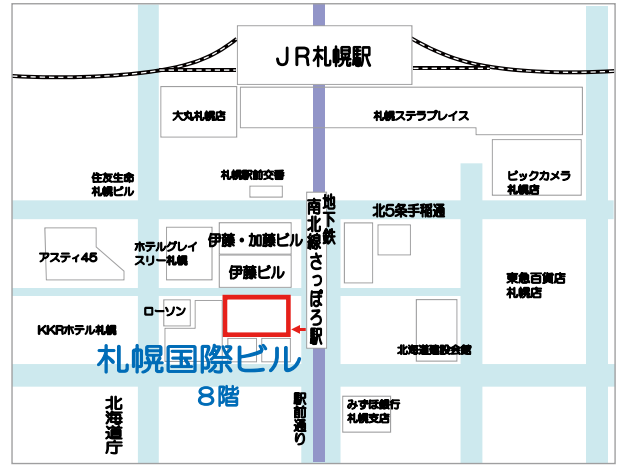 JR札幌駅
大丸札幌店
札幌ステラプレイス
住友生命
札幌ビル
札幌駅前交番
ビックカメラ
札幌店
地下鉄
南北線さっぽろ駅
北5条手稲通
伊藤・加藤ビル
ホテルグレイ
スリー札幌
アスティ45
伊藤ビル
東急百貨店
札幌店
ローソン
KKRホテル札幌
札幌国際ビル
8階
北海道建設会館
北海道庁
駅前通り
みずほ銀行
札幌支店